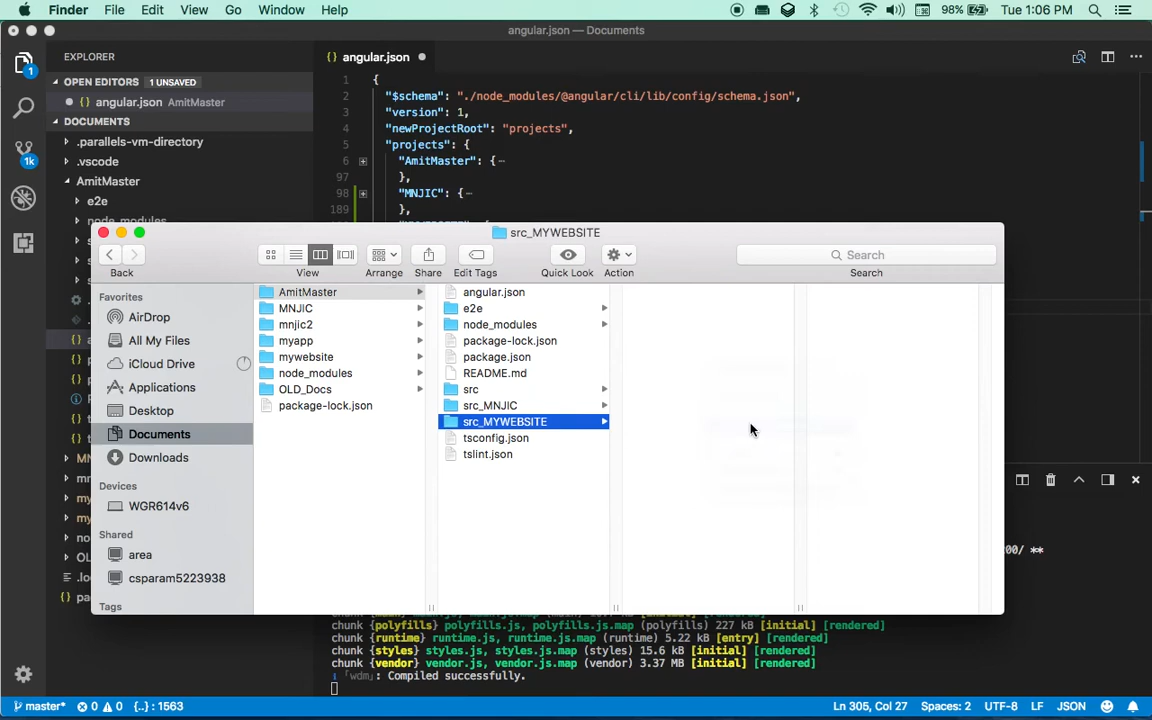 Finder File Edit View Go Window Help
98% Tue 1:06 PM
angular.json — Documents
EXPLORER
OPEN EDITORS 1 UNSAVED
{} angular.json AmitMaster
DOCUMENTS
.parallels-vm-directory
.vscode
AmitMaster
e2e
node_modules
1
1k
{} angular.json
1 {
2 "$schema": "./node_modules/@angular/cli/lib/config/schema.json",
3 "version": 1,
4 "newProjectRoot": "projects",
5 "projects": {
6 "AmitMaster": {
97 },
98 "MNJIC": {
189 },
src_MYWEBSITE
Back
View
Arrange
Share
Edit Tags
Quick Look
Action
Search
Search
Favorites
AirDrop
All My Files
iCloud Drive
Applications
Desktop
Documents
Downloads
Devices
WGR614v6
Shared
area
csparam5223938
Tags
AmitMaster
MNJIC
mnjic2
myapp
mywebsite
node_modules
OLD_Docs
package-lock.json
angular.json
e2e
node_modules
package-lock.json
package.json
README.md
src
src_MNJIC
src_MYWEBSITE
tsconfig.json
tslint.json
00/ **
chunk {polyfills} polyfills.js, polyfills.js.map (polyfills) 227 kB [initial] [rendered]
chunk {runtime} runtime.js, runtime.js.map (runtime) 5.22 kB [entry] [rendered]
chunk {styles} styles.js, styles.js.map (styles) 15.6 kB [initial] [rendered]
chunk {vendor} vendor.js, vendor.js.map (vendor) 3.37 MB [initial] [rendered]
i ｢wdm｣: Compiled successfully.
master* 0 0 {..} : 1563
Ln 305, Col 27 Spaces: 2 UTF-8 LF JSON